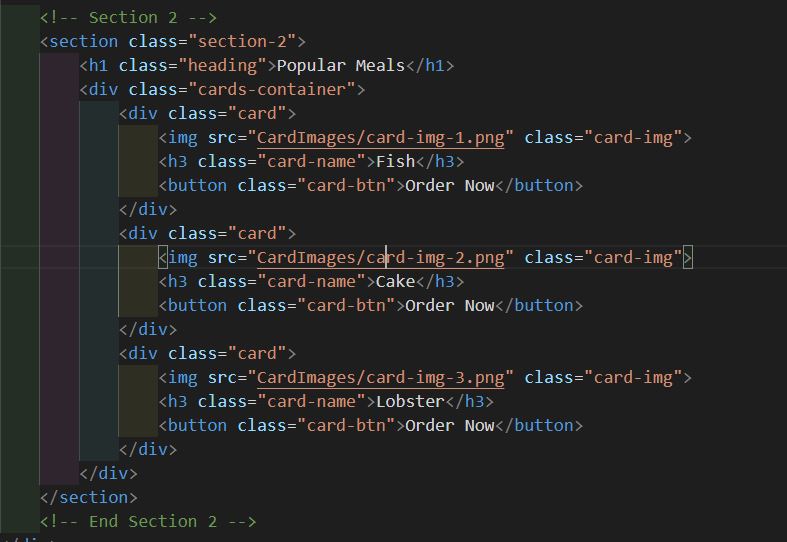 <!-- Section 2 -->
<section class="section-2">
<h1 class="heading">Popular Meals</h1>
<div class="cards-container">
<div class="card">
<img src="CardImages/card-img-1.png" class="card-img">
<h3 class="card-name">Fish</h3>
<button class="card-btn">Order Now</button>
</div>
<div class="card">
<img src="CardImages/card-img-2.png" class="card-img">
<h3 class="card-name">Cake</h3>
<button class="card-btn">Order Now</button>
</div>
<div class="card">
<img src="CardImages/card-img-3.png" class="card-img">
<h3 class="card-name">Lobster</h3>
<button class="card-btn">Order Now</button>
</div>
</div>
</section>
<!-- End Section 2 -->